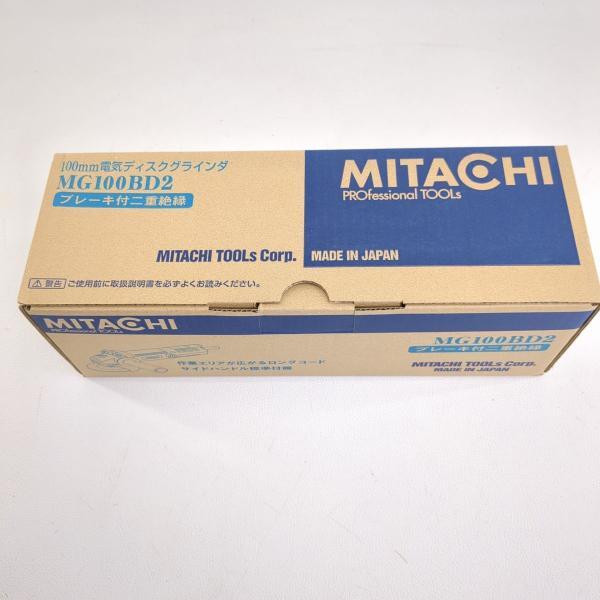 100mm電気ディスクグラインダ
MG100BD2
ブレーキ付二重絶縁
MITACHI
PROfessional TOOLs
MITACHI TOOLs Corp.
MADE IN JAPAN
警告 ご使用前に取扱説明書を必ずよくお読みください。
MITACHI
PROfessional TOOLs
作業エリアが広がるロングコード
サイドハンドル標準付属
MG100BD2
ブレーキ付二重絶縁
MITACHI TOOLs Corp.
MADE IN JAPAN